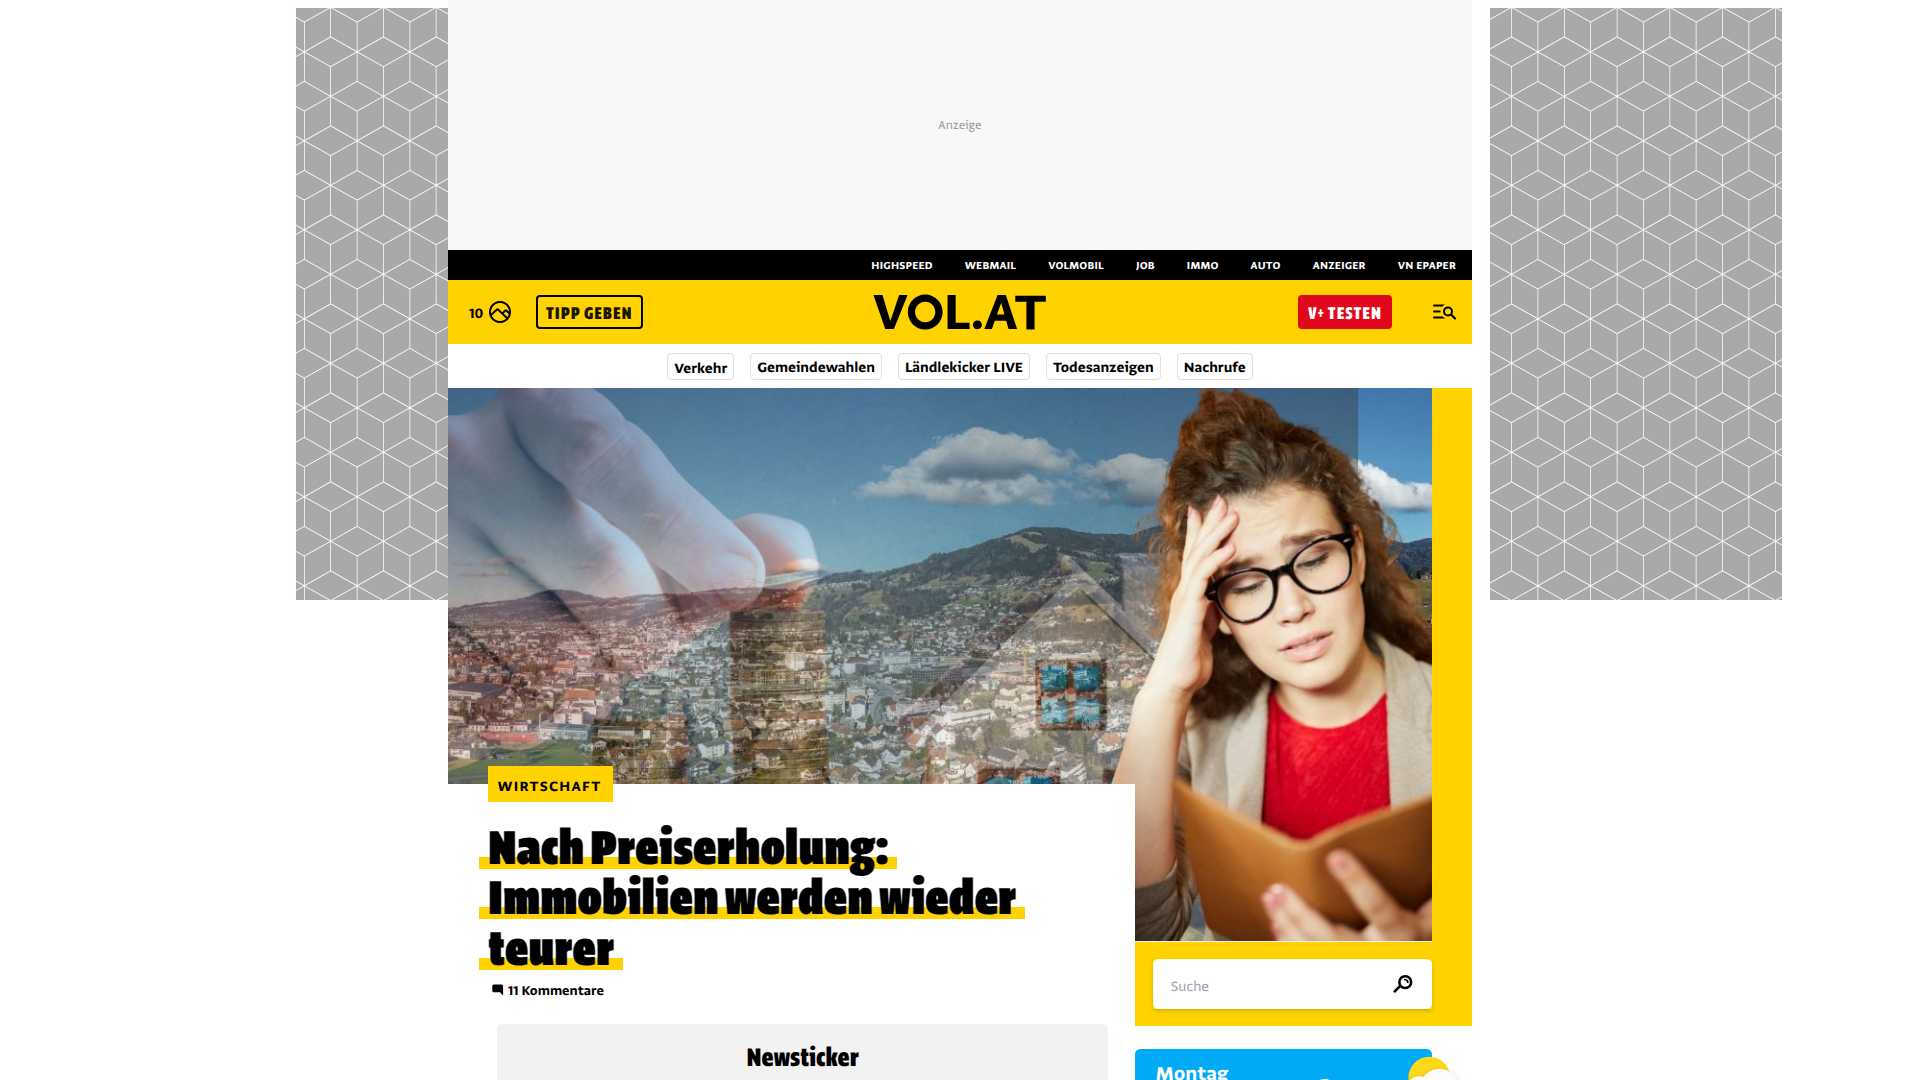 Anzeige
HIGHSPEED WEBMAIL VOLMOBIL JOB IMMO AUTO ANZEIGER VN EPAPER
10 TIPP GEBEN VOL.AT V+ TESTEN
Verkehr Gemeindewahlen Ländlekicker LIVE Todesanzeigen Nachrufe
WIRTSCHAFT
Nach Preiserholung:
Immobilien werden wieder
teurer
11 Kommentare
Suche
Newsticker
Montag